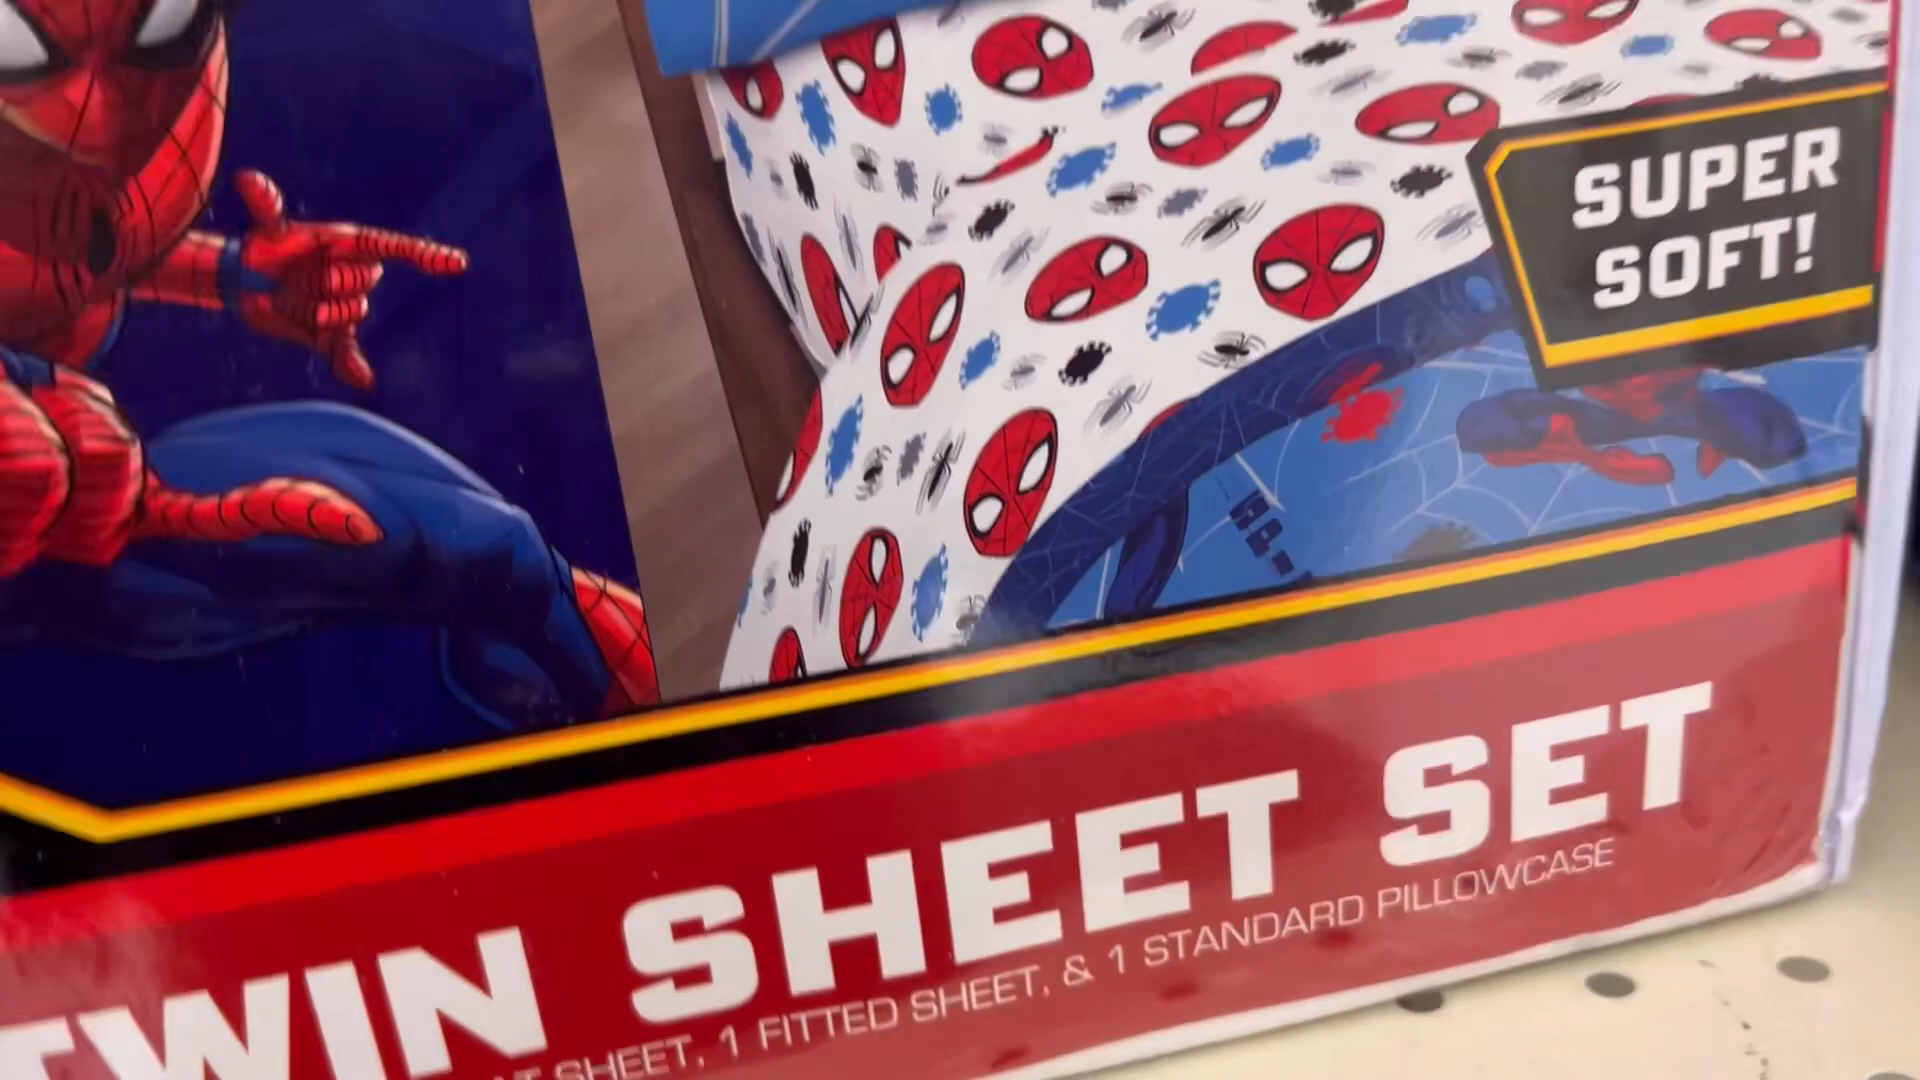 SUPER
SOFT!
TWIN SHEET SET
SHEET, 1 FITTED SHEET, & 1 STANDARD PILLOWCASE